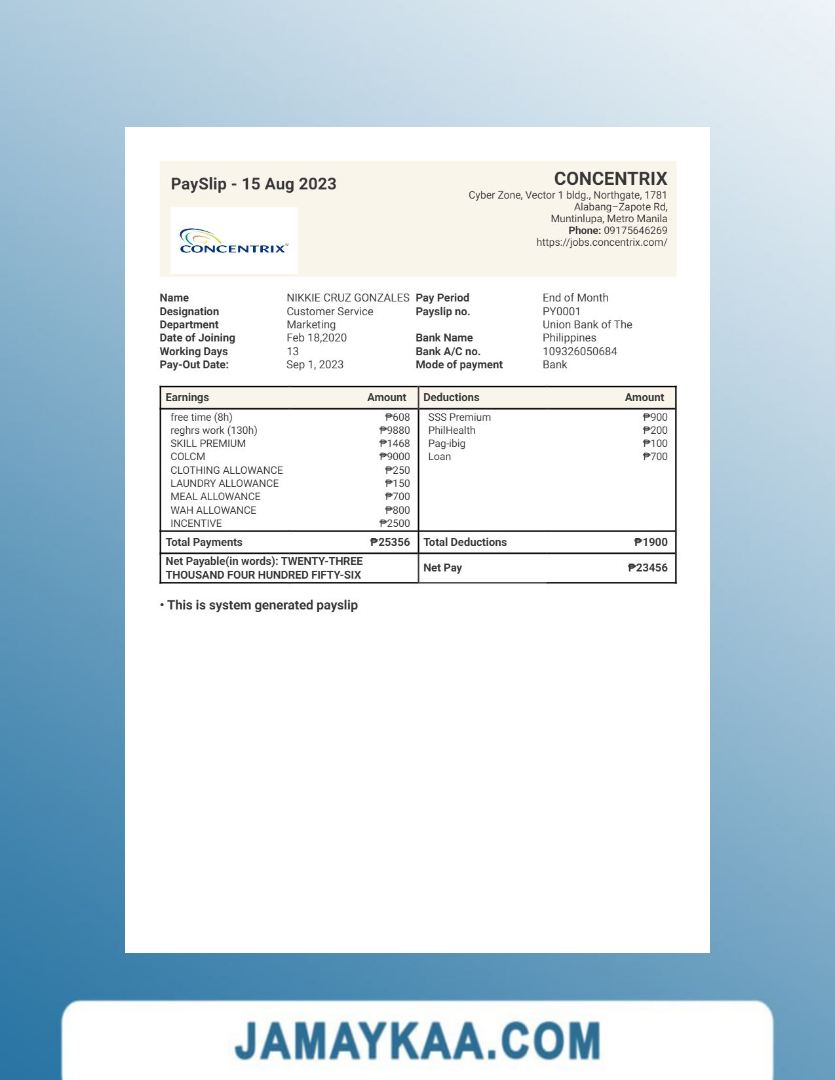 PaySlip - 15 Aug 2023
CONCENTRIX
Cyber Zone, Vector 1 bldg., Northgate, 1781
Alabang–Zapote Rd,
Muntinlupa, Metro Manila
Phone: 09175646269
https://jobs.concentrix.com/
CONCENTRIX
Name NIKKIE CRUZ GONZALES Pay Period End of Month
Designation Customer Service Payslip no. PY0001
Department Marketing Union Bank of The
Date of Joining Feb 18,2020 Bank Name Philippines
Working Days 13 Bank A/C no. 109326050684
Pay-Out Date: Sep 1, 2023 Mode of payment Bank
Earnings Amount Deductions Amount
free time (8h) ₱608 SSS Premium ₱900
reghrs work (130h) ₱9880 PhilHealth ₱200
SKILL PREMIUM ₱1468 Pag-ibig ₱100
COLCM ₱9000 Loan ₱700
CLOTHING ALLOWANCE ₱250
LAUNDRY ALLOWANCE ₱150
MEAL ALLOWANCE ₱700
WAH ALLOWANCE ₱800
INCENTIVE ₱2500
Total Payments ₱25356 Total Deductions ₱1900
Net Payable(in words): TWENTY-THREE
THOUSAND FOUR HUNDRED FIFTY-SIX
Net Pay ₱23456
• This is system generated payslip
JAMAYKAA.COM